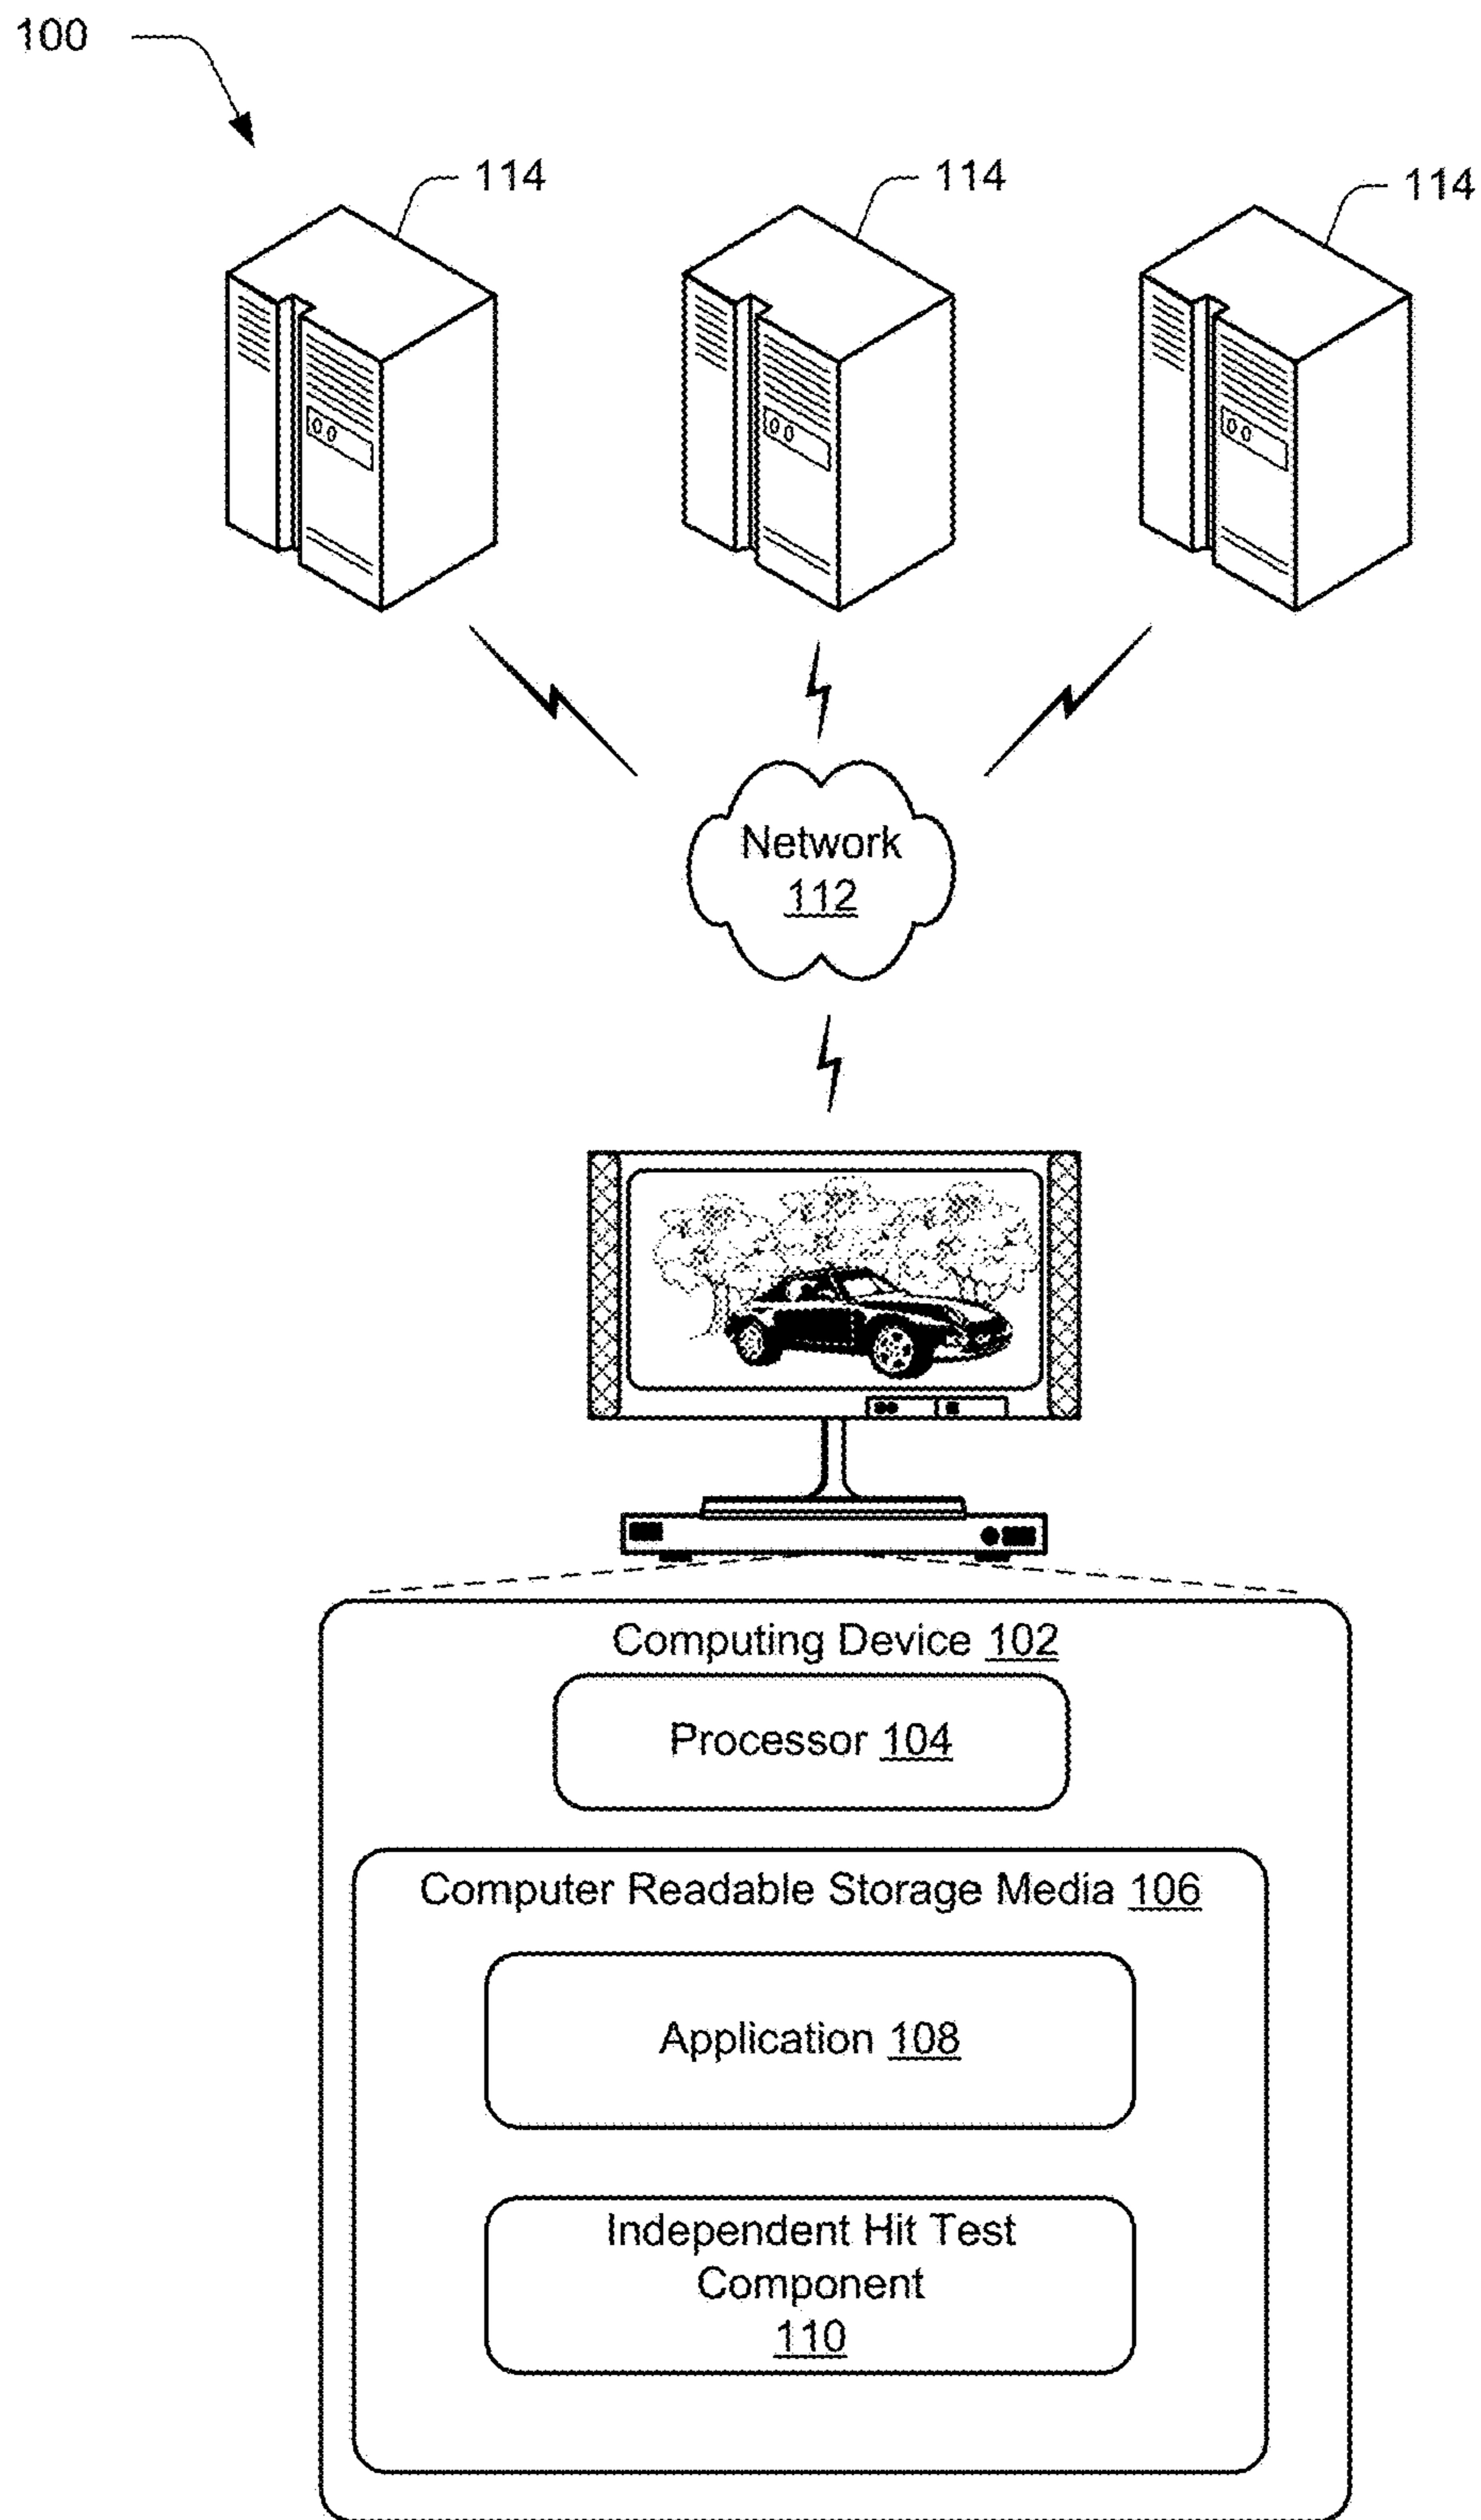 100
114
114
114
Network
112
Computing Device 102
Processor 104
Computer Readable Storage Media 106
Application 108
Independent Hit Test
Component
110